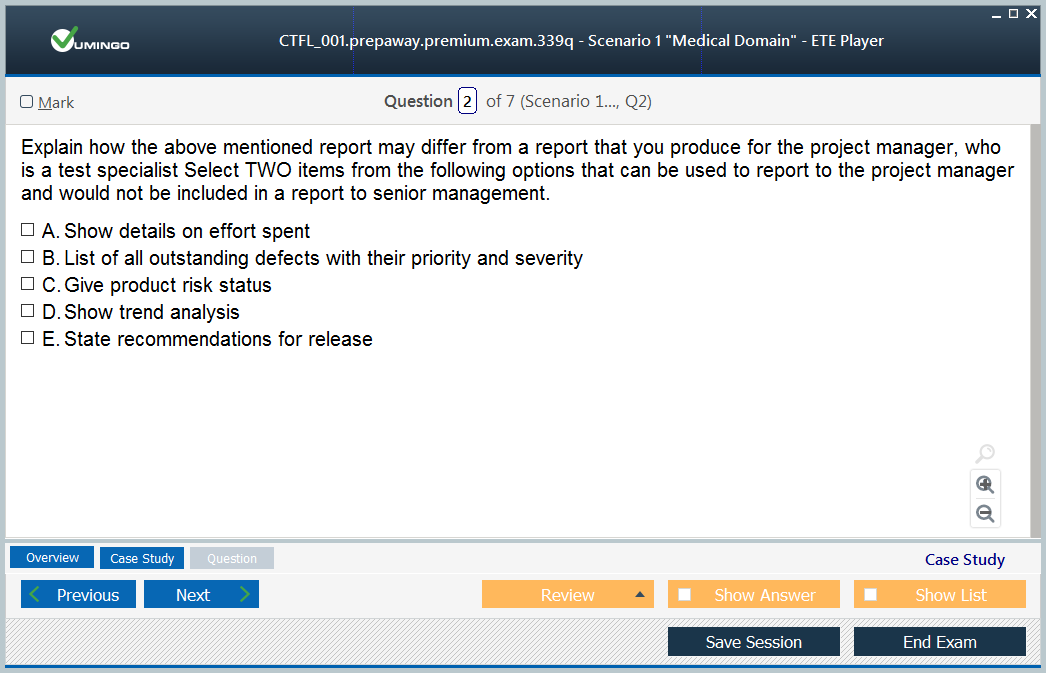 VUMINGO
CTFL_001.prepaway.premium.exam.339q - Scenario 1 "Medical Domain" - ETE Player
Mark
Question 2 of 7 (Scenario 1..., Q2)
Explain how the above mentioned report may differ from a report that you produce for the project manager, who
is a test specialist Select TWO items from the following options that can be used to report to the project manager
and would not be included in a report to senior management.
A. Show details on effort spent
B. List of all outstanding defects with their priority and severity
C. Give product risk status
D. Show trend analysis
E. State recommendations for release
Overview Case Study Question
Case Study
Previous Next Review Show Answer Show List
Save Session End Exam